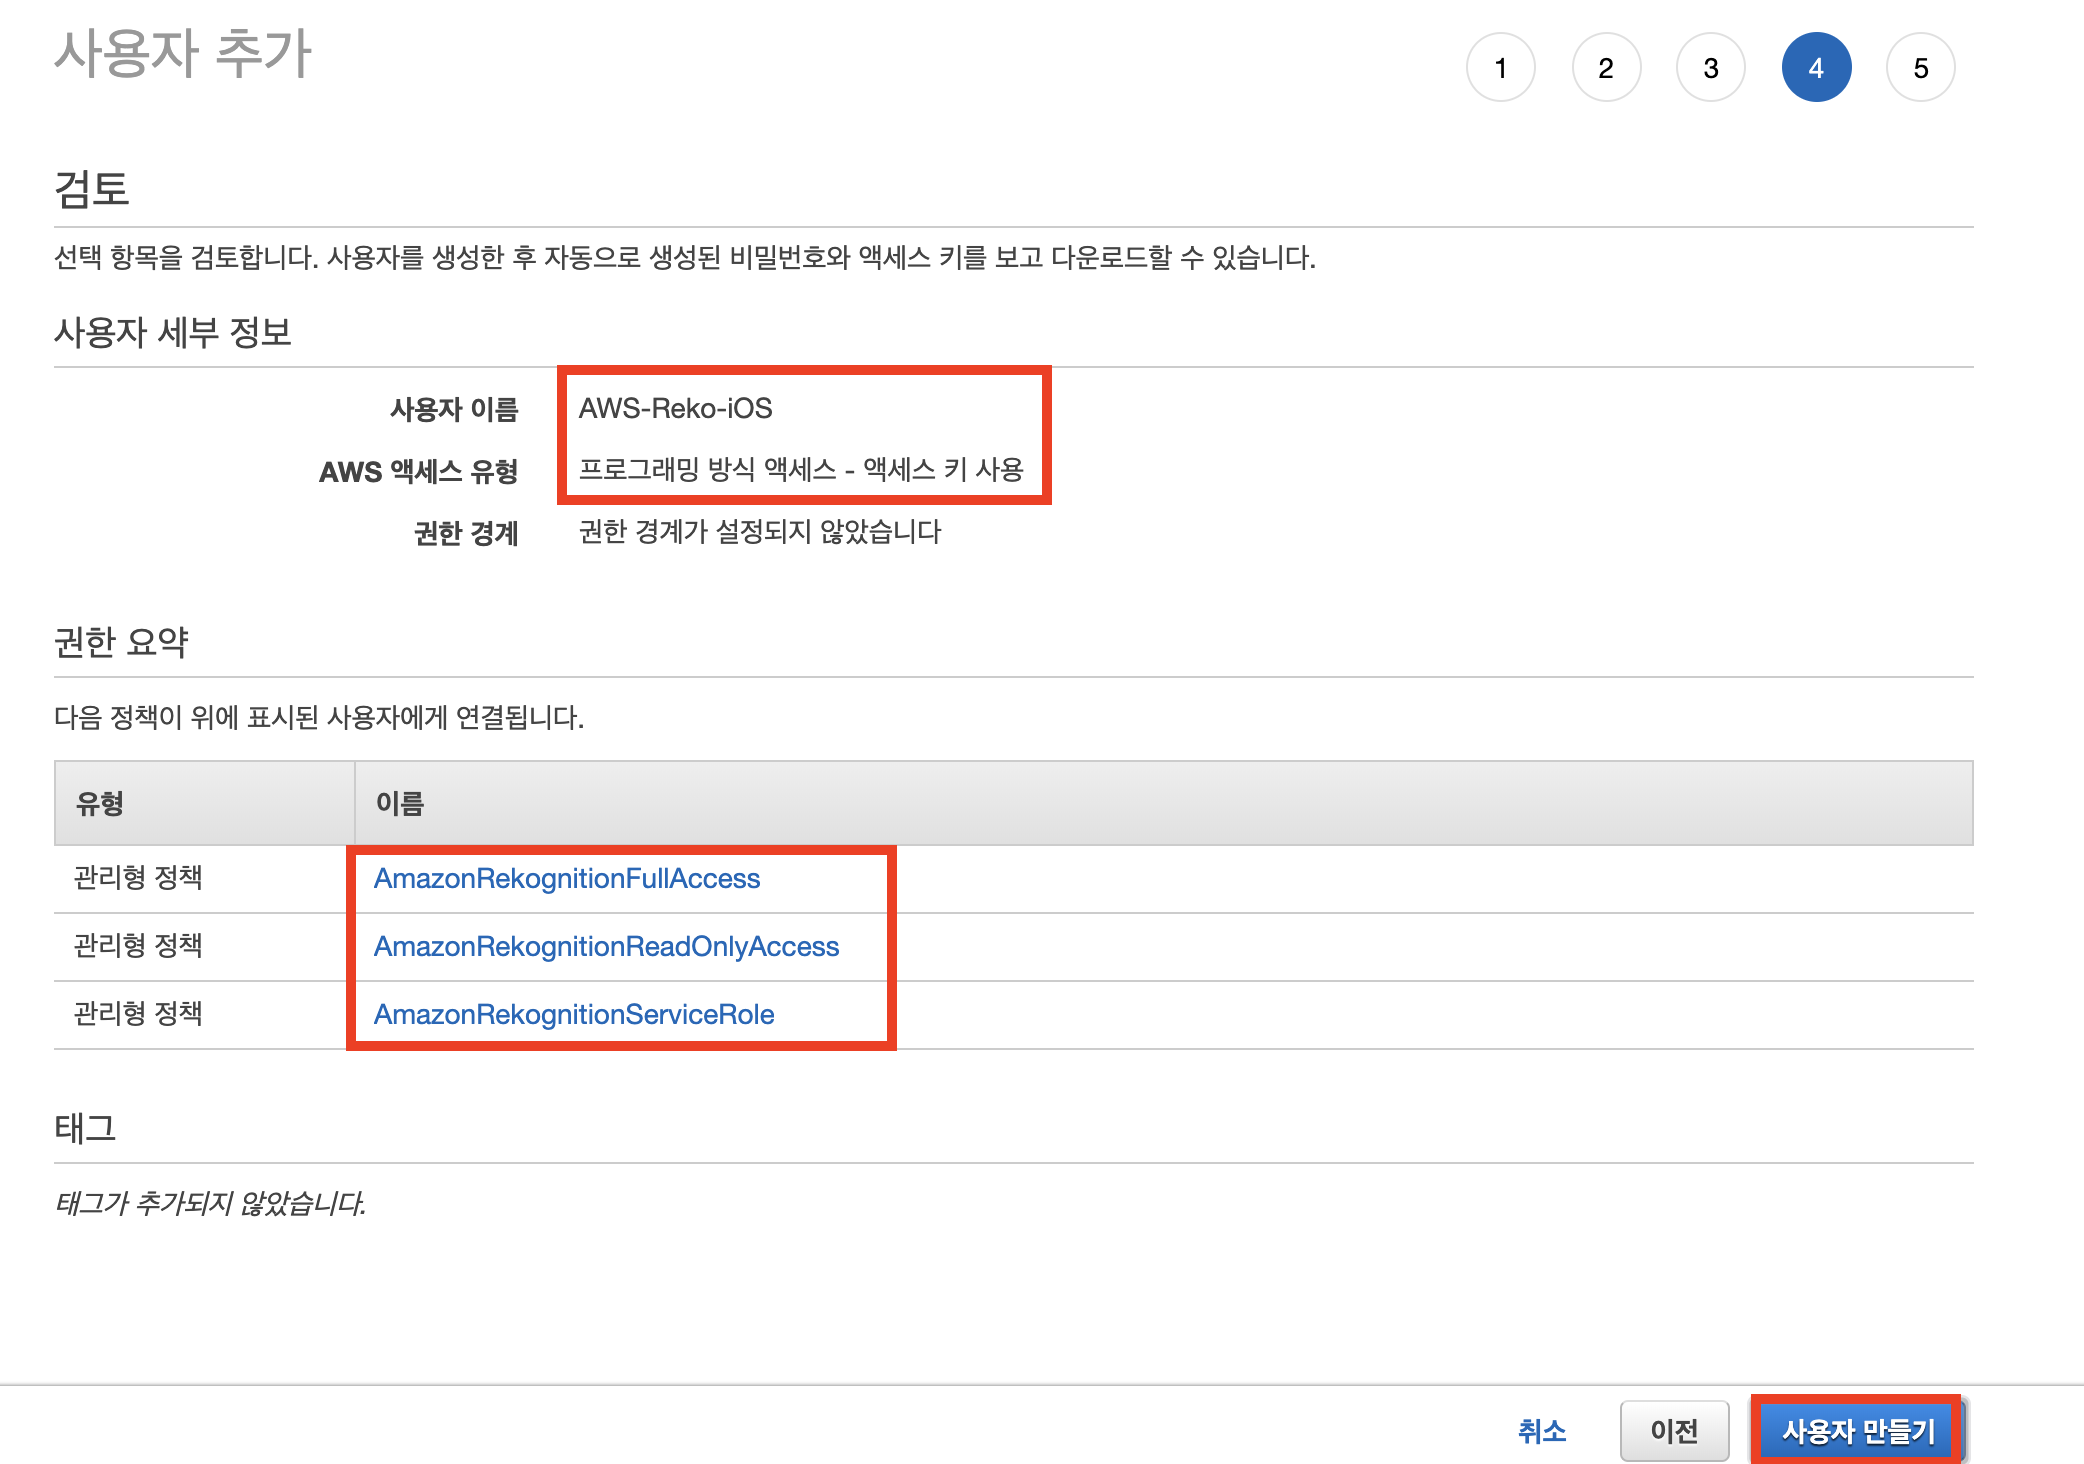 사용자 추가
1 2 3 4 5
검토
선택 항목을 검토합니다. 사용자를 생성한 후 자동으로 생성된 비밀번호와 액세스 키를 보고 다운로드할 수 있습니다.
사용자 세부 정보
사용자 이름 AWS-Reko-iOS
AWS 액세스 유형 프로그래밍 방식 액세스 - 액세스 키 사용
권한 경계 권한 경계가 설정되지 않았습니다
권한 요약
다음 정책이 위에 표시된 사용자에게 연결됩니다.
유형 이름
관리형 정책 AmazonRekognitionFullAccess
관리형 정책 AmazonRekognitionReadOnlyAccess
관리형 정책 AmazonRekognitionServiceRole
태그
태그가 추가되지 않았습니다.
취소 이전 사용자 만들기